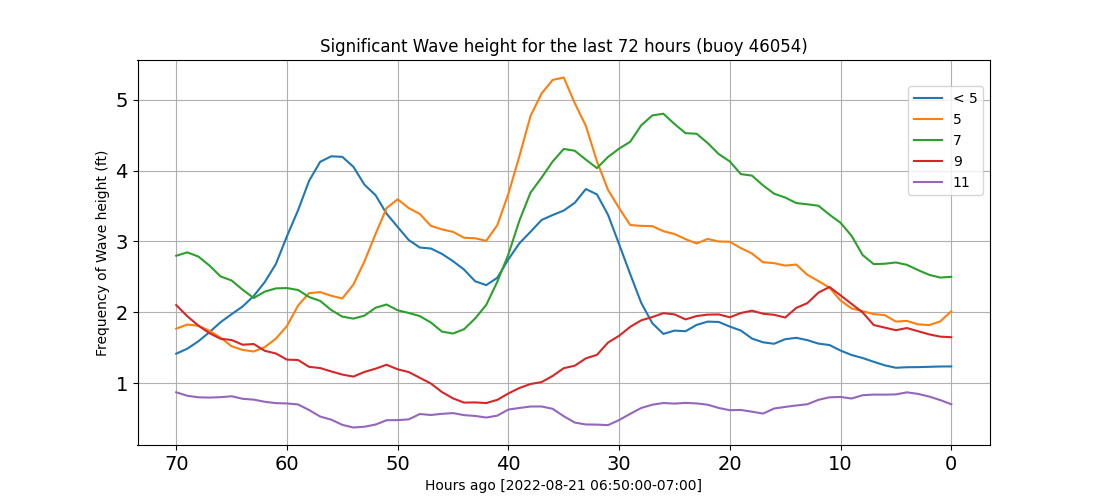 Significant Wave height for the last 72 hours (buoy 46054)
Frequency of Wave height (ft)
5
4
3
2
1
< 5
5
7
9
11
70 60 50 40 30 20 10 0
Hours ago [2022-08-21 06:50:00-07:00]